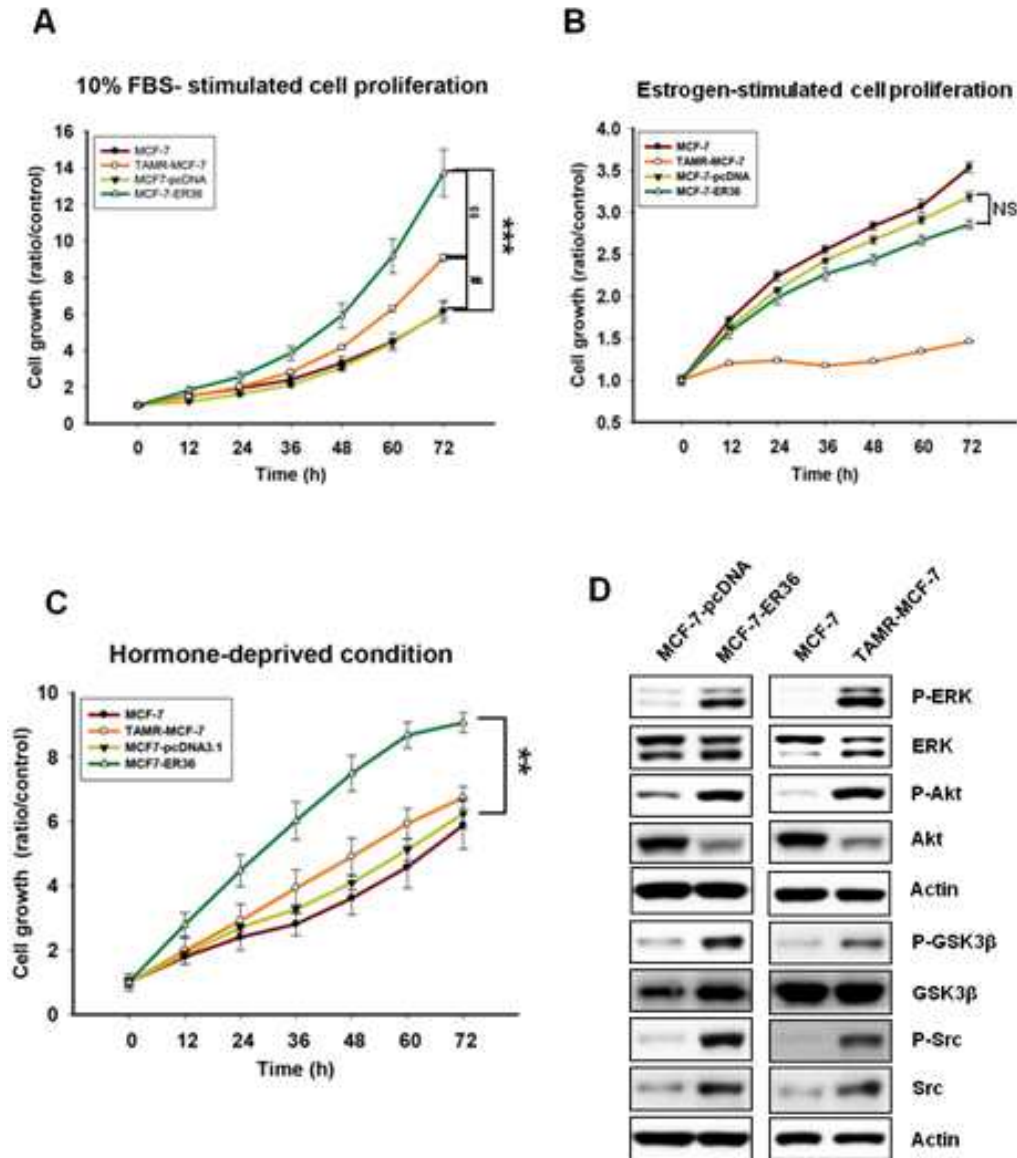 A
10% FBS- stimulated cell proliferation
Cell growth (ratio/control)
16
14
12
10
8
6
4
2
0
MCF-7
TAMR-MCF-7
MCF7-pcDNA
MCF-7-ER36
***
0 12 24 36 48 60 72
Time (h)
B
Estrogen-stimulated cell proliferation
Cell growth (ratio/control)
4.0
3.5
3.0
2.5
2.0
1.5
1.0
0.5
MCF-7
TAMR-MCF-7
MCF-7-pcDNA
MCF-7-ER36
NS
0 12 24 36 48 60 72
Time (h)
C
Hormone-deprived condition
Cell growth (ratio/control)
10
8
6
4
2
0
MCF-7
TAMR-MCF-7
MCF7-pcDNA3.1
MCF7-ER36
**
0 12 24 36 48 60 72
Time (h)
D
MCF-7-pcDNA
MCF-7-ER36
MCF-7
TAMR-MCF-7
P-ERK
ERK
P-Akt
Akt
Actin
P-GSK3β
GSK3β
P-Src
Src
Actin